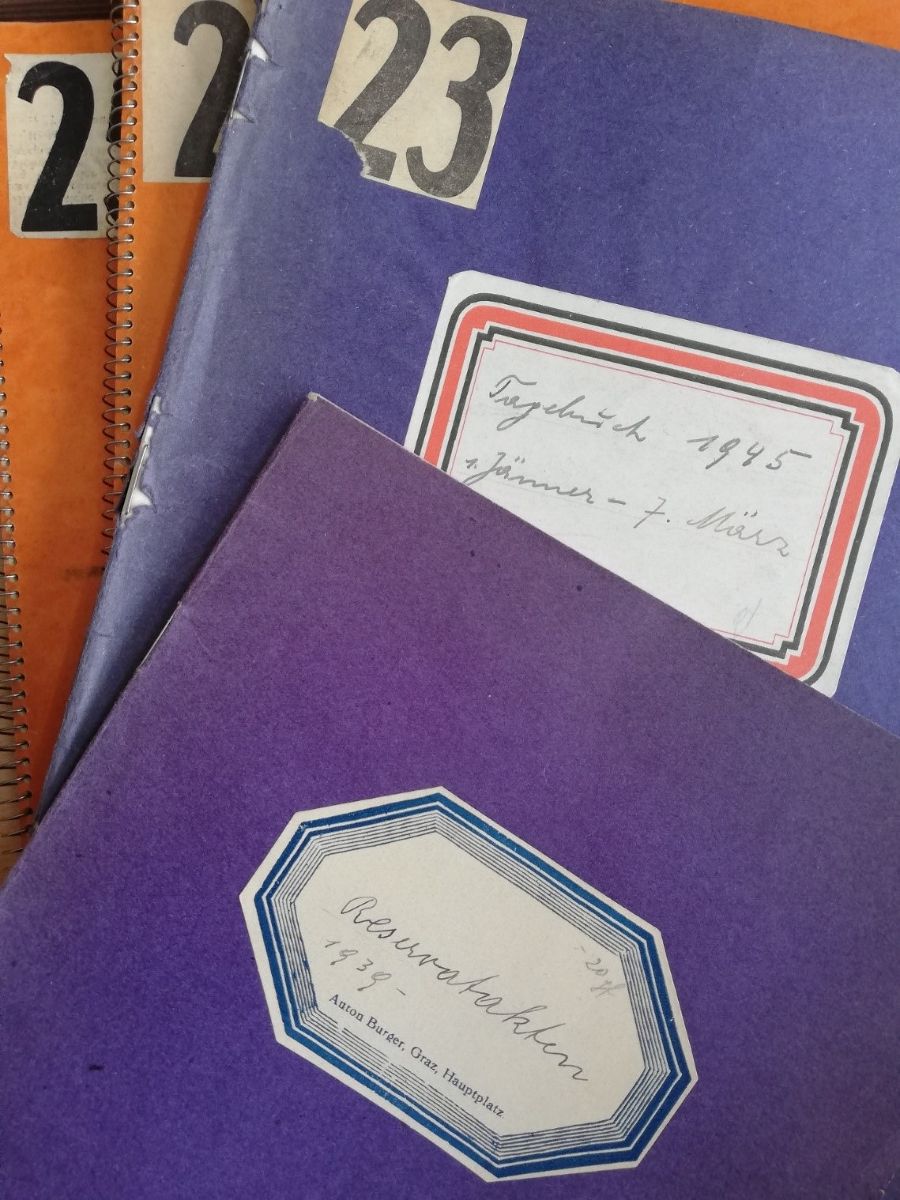 2
2
23
Tagebuch 1945
1. Jänner – 7. März
Reservatakten
1939 –
Anton Burger, Graz, Hauptplatz